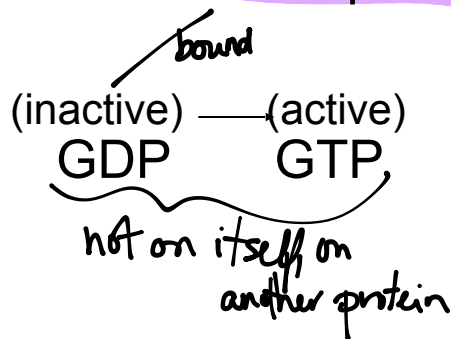 bound
(inactive) → (active)
GDP GTP
not on itself, on
another protein